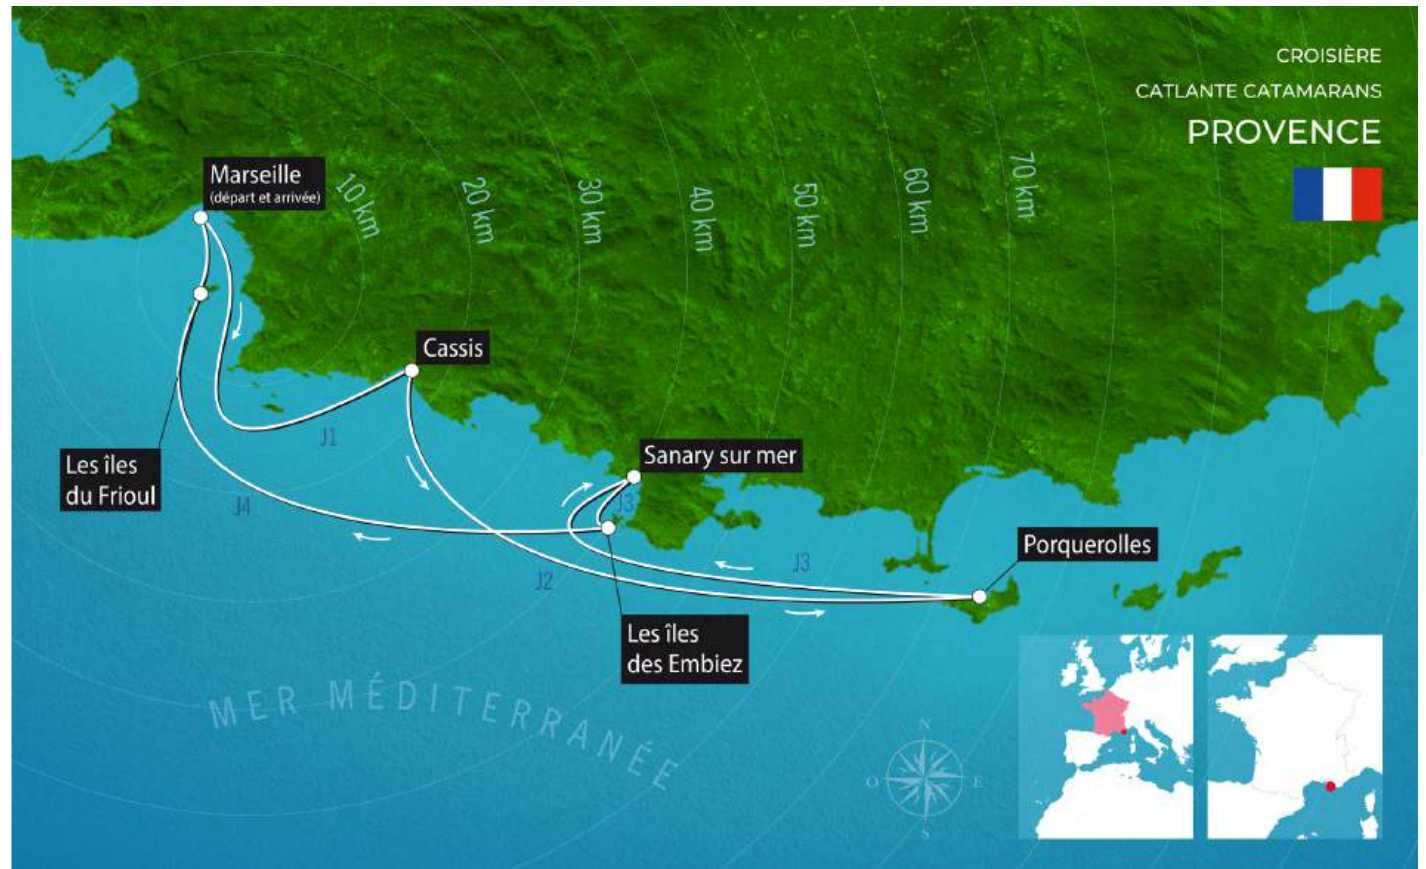 CROISIÈRE
CATLANTE CATAMARANS
PROVENCE
Marseille
(départ et arrivée)
10 km
20 km
30 km
40 km
50 km
60 km
70 km
Cassis
J1
Les îles
du Frioul
Sanary sur mer
J3
J4
Porquerolles
J3
J2
Les îles
des Embiez
MER MÉDITERRANÉE
N
O
E
S